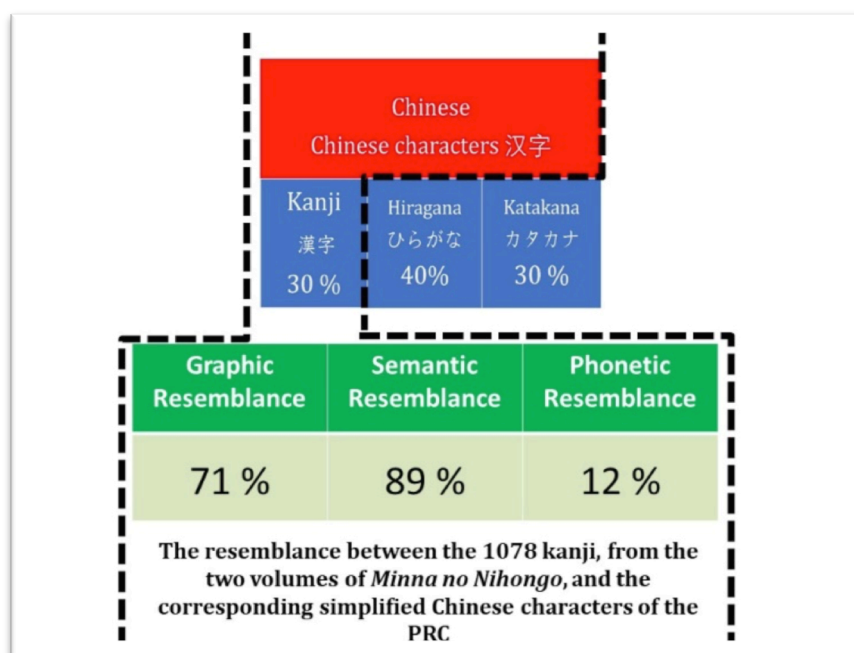 Chinese
Chinese characters 汉字
Kanji
漢字
30 %
Hiragana
ひらがな
40%
Katakana
カタカナ
30 %
Graphic
Resemblance
Semantic
Resemblance
Phonetic
Resemblance
71 %
89 %
12 %
The resemblance between the 1078 kanji, from the
two volumes of Minna no Nihongo, and the
corresponding simplified Chinese characters of the
PRC